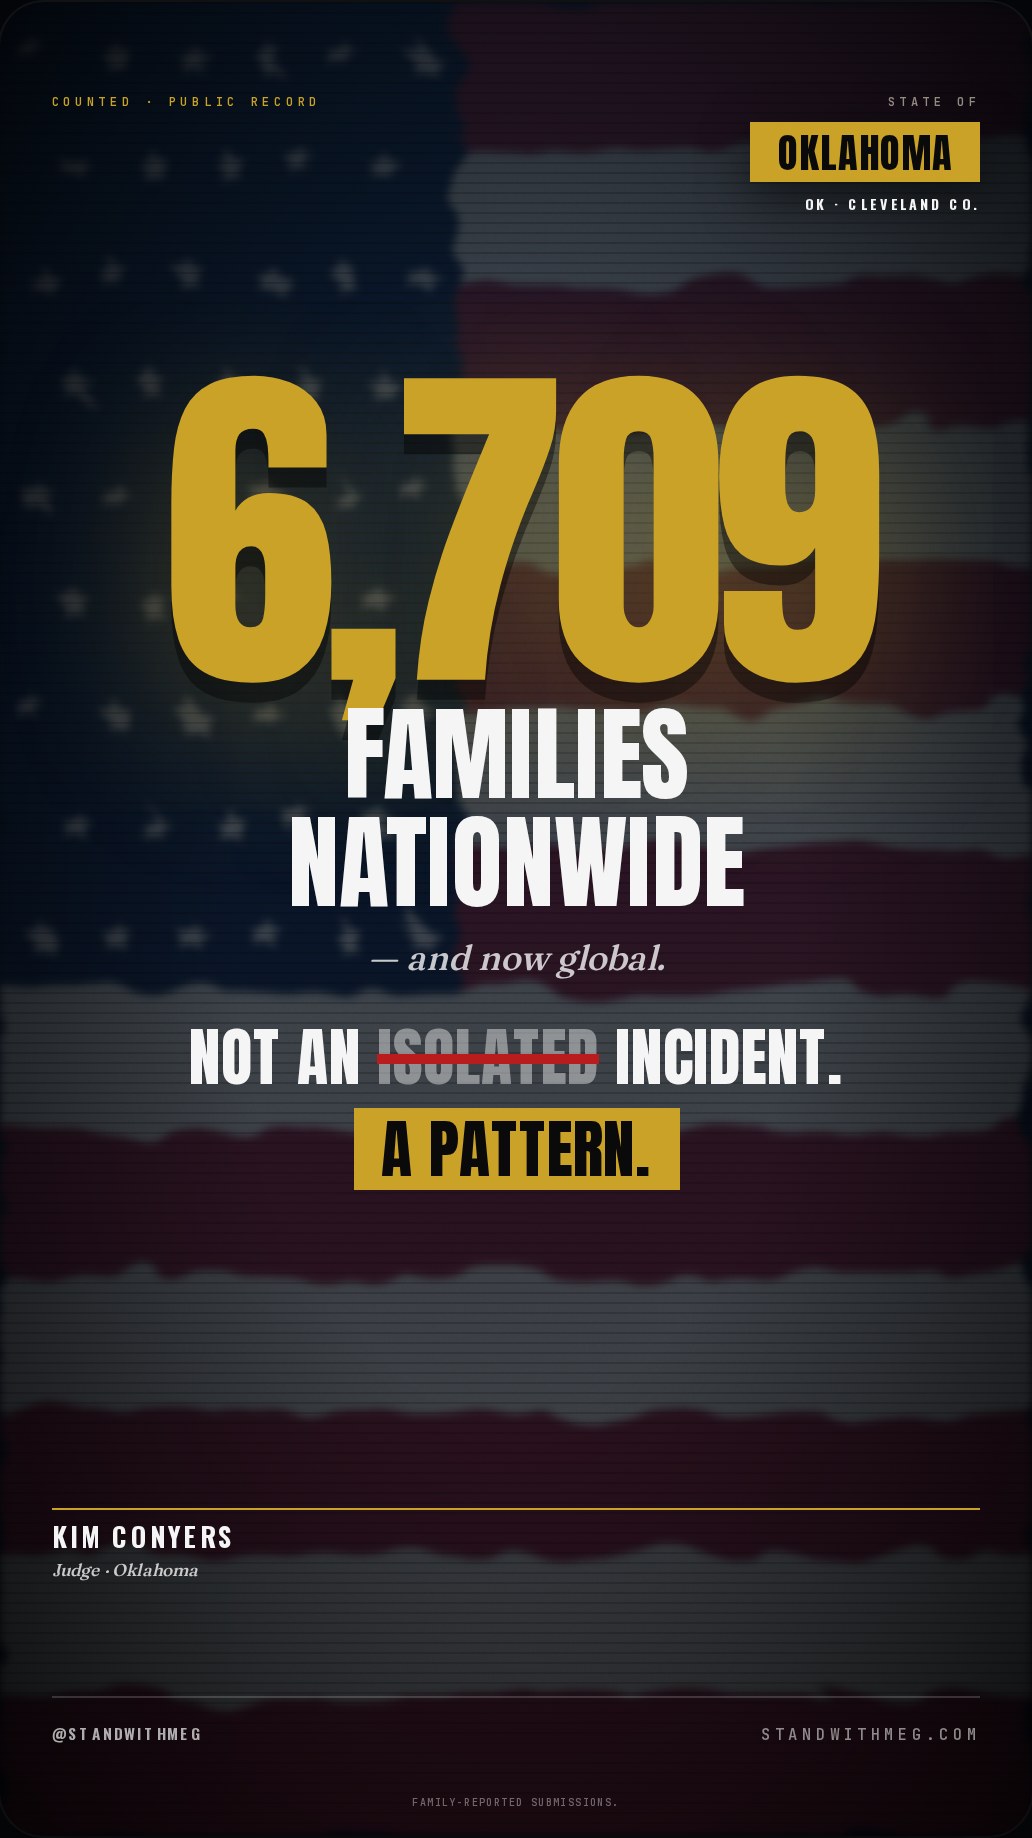 COUNTED · PUBLIC RECORD
STATE OF
OKLAHOMA
OK · CLEVELAND CO.
6,709
FAMILIES
NATIONWIDE
— and now global.
NOT AN ISOLATED INCIDENT.
A PATTERN.
KIM CONYERS
Judge · Oklahoma
@STANDWITHMEG
STANDWITHMEG.COM
FAMILY-REPORTED SUBMISSIONS.